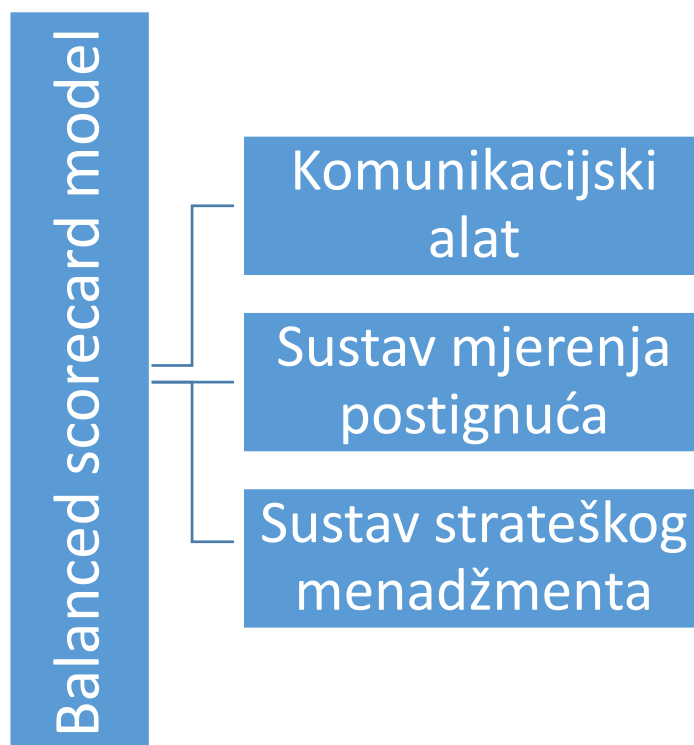 Balanced scorecard model
Komunikacijski
alat
Sustav mjerenja
postignuća
Sustav strateškog
menadžmenta